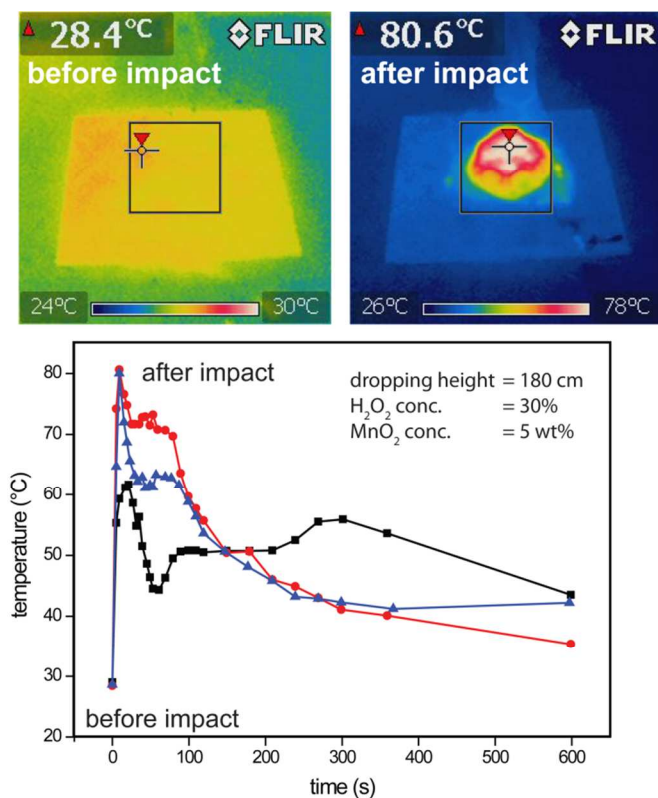 28.4°C
FLIR
before impact
24°C
30°C
80.6°C
FLIR
after impact
26°C
78°C
after impact
dropping height = 180 cm
H₂O₂ conc. = 30%
MnO₂ conc. = 5 wt%
before impact
temperature (°C)
80
70
60
50
40
30
20
0
100
200
300
400
500
600
time (s)